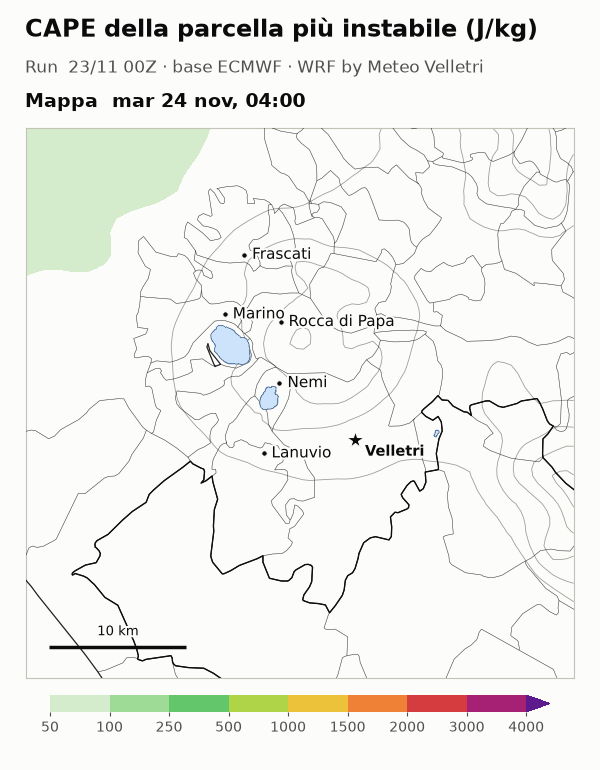 CAPE della parcella più instabile (J/kg)
Run  23/11 00Z · base ECMWF · WRF by Meteo Velletri
Mappa  mar 24 nov, 04:00
Frascati
Marino
Rocca di Papa
Nemi
Velletri
Lanuvio
10 km
50 100 250 500 1000 1500 2000 3000 4000